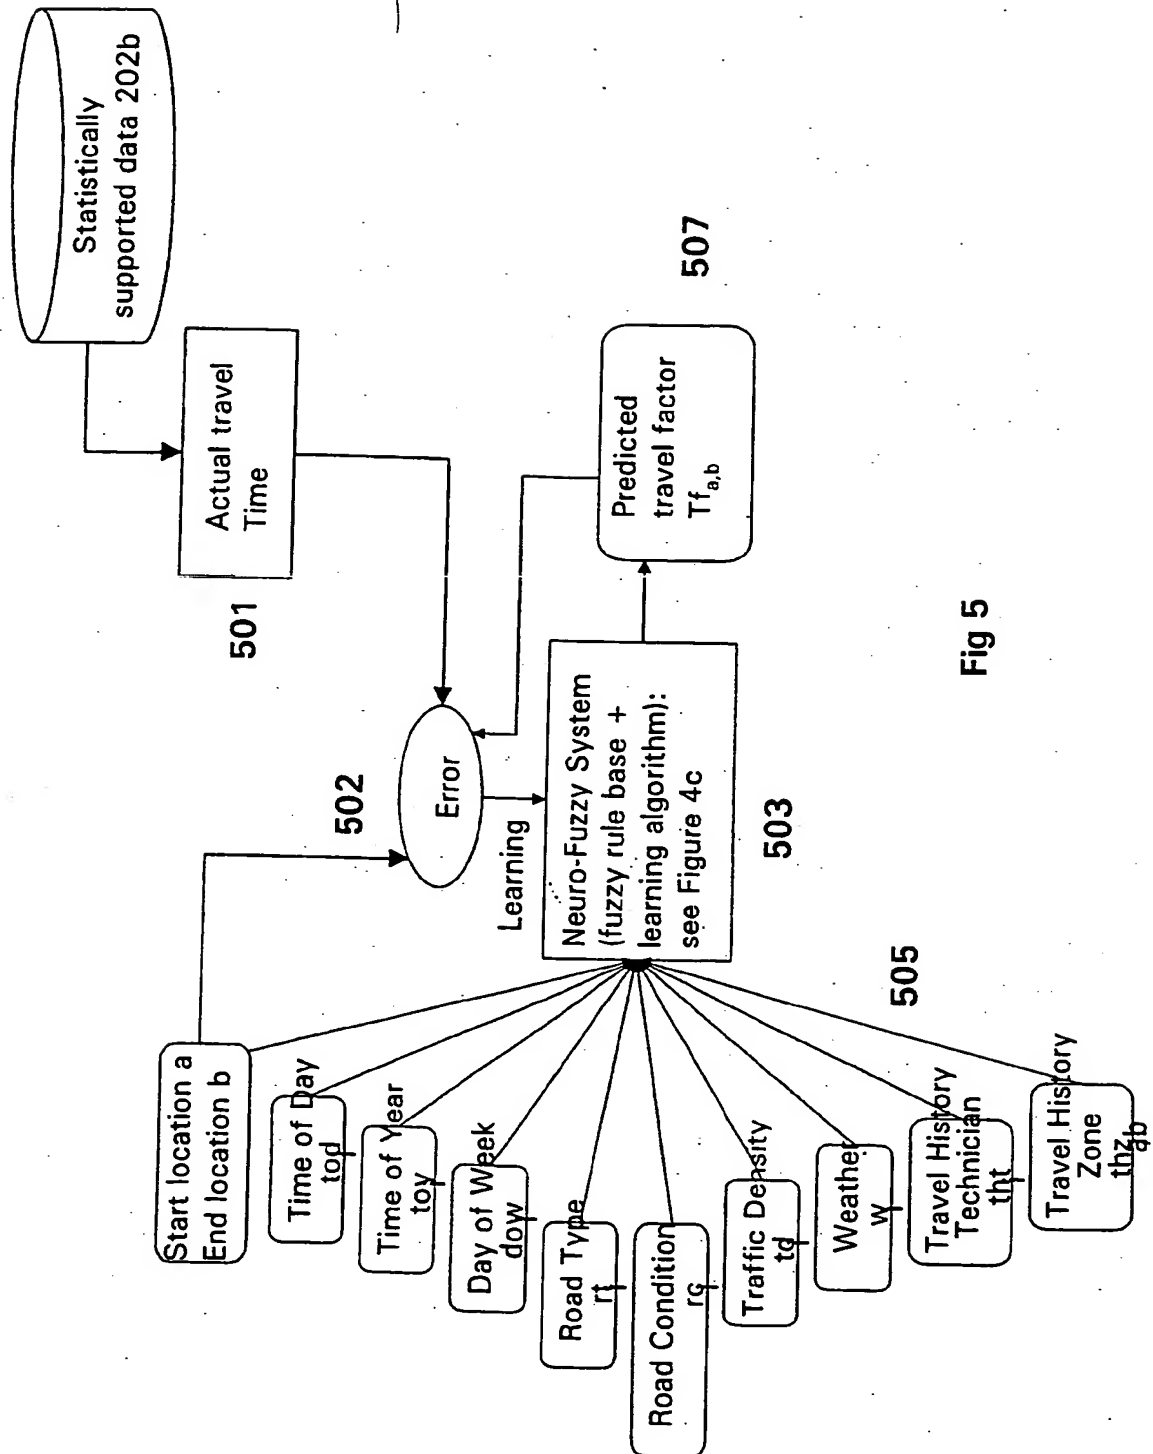 Statistically
supported data 202b
Actual travel
Time
501
507
Predicted
travel factor
Tf_a,b
502
Error
Learning
Neuro-Fuzzy System
(fuzzy rule base +
learning algorithm):
see Figure 4c
503
505
Start location a
End location b
Time of Day
tod
Time of Year
toy
Day of Week
dow
Road Type
rt
Road Condition
rc
Traffic Density
td
Weather
w
Travel History
Technician
tht
Travel History
Zone
thz
ab
Fig 5